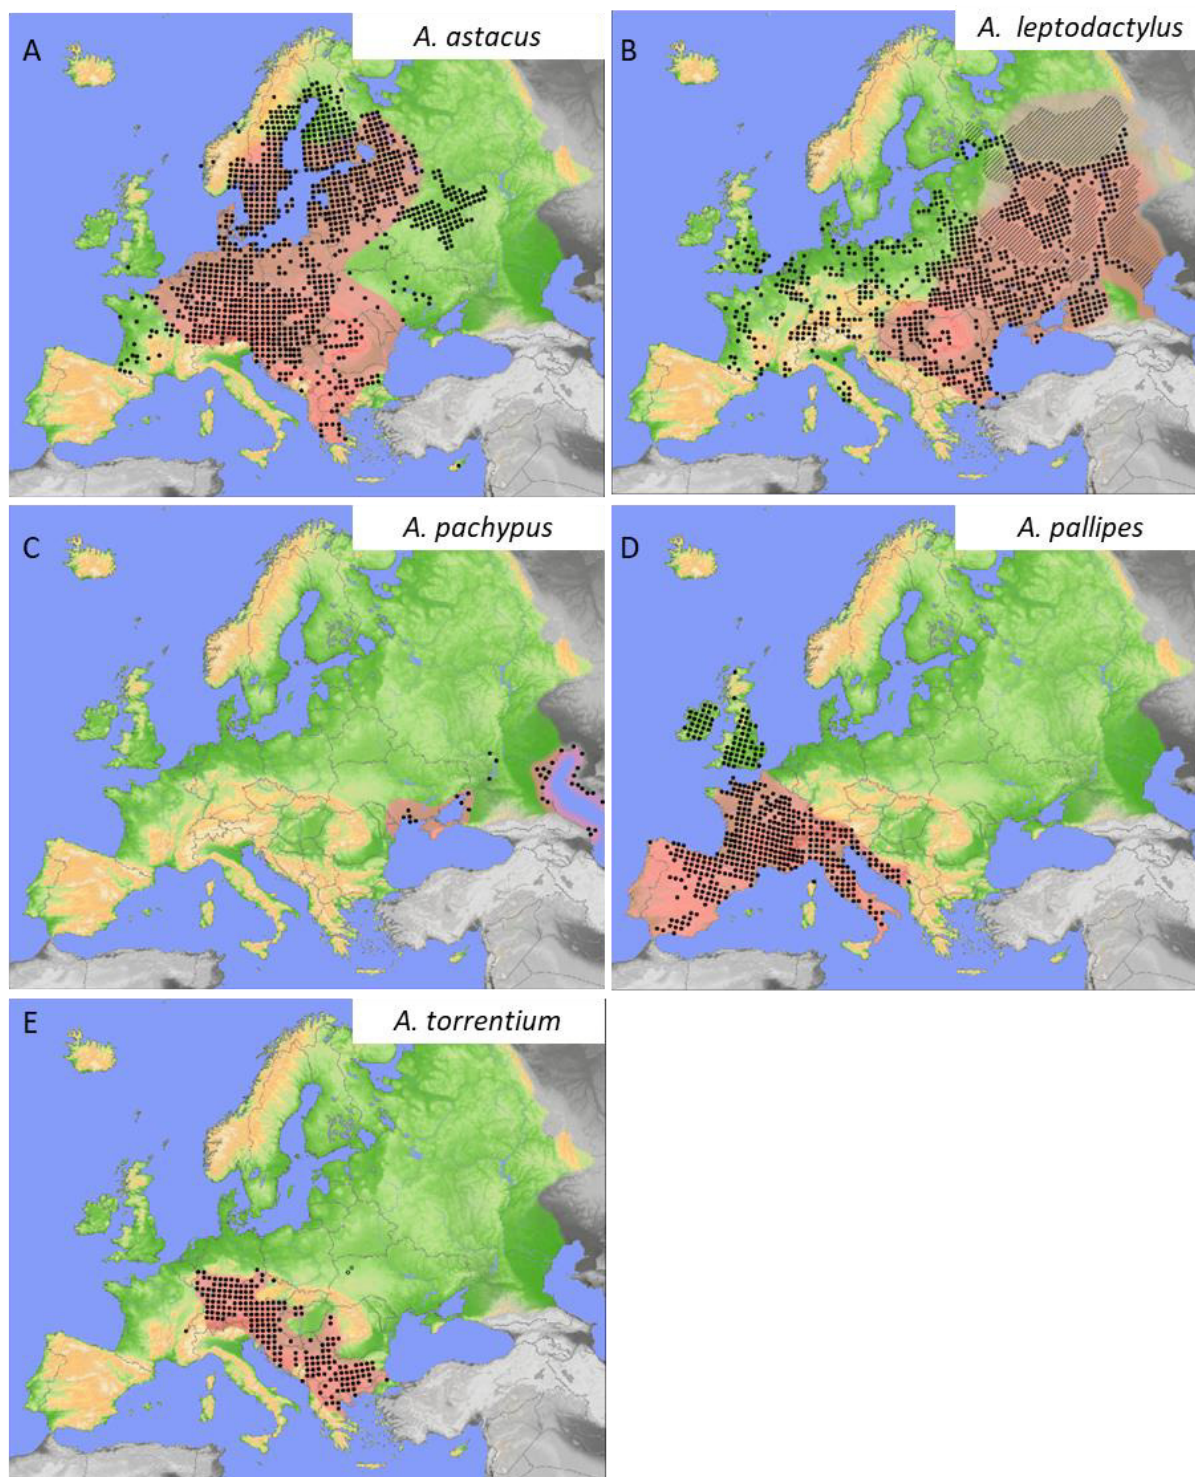 A
A. astacus
B
A. leptodactylus
C
A. pachypus
D
A. pallipes
E
A. torrentium